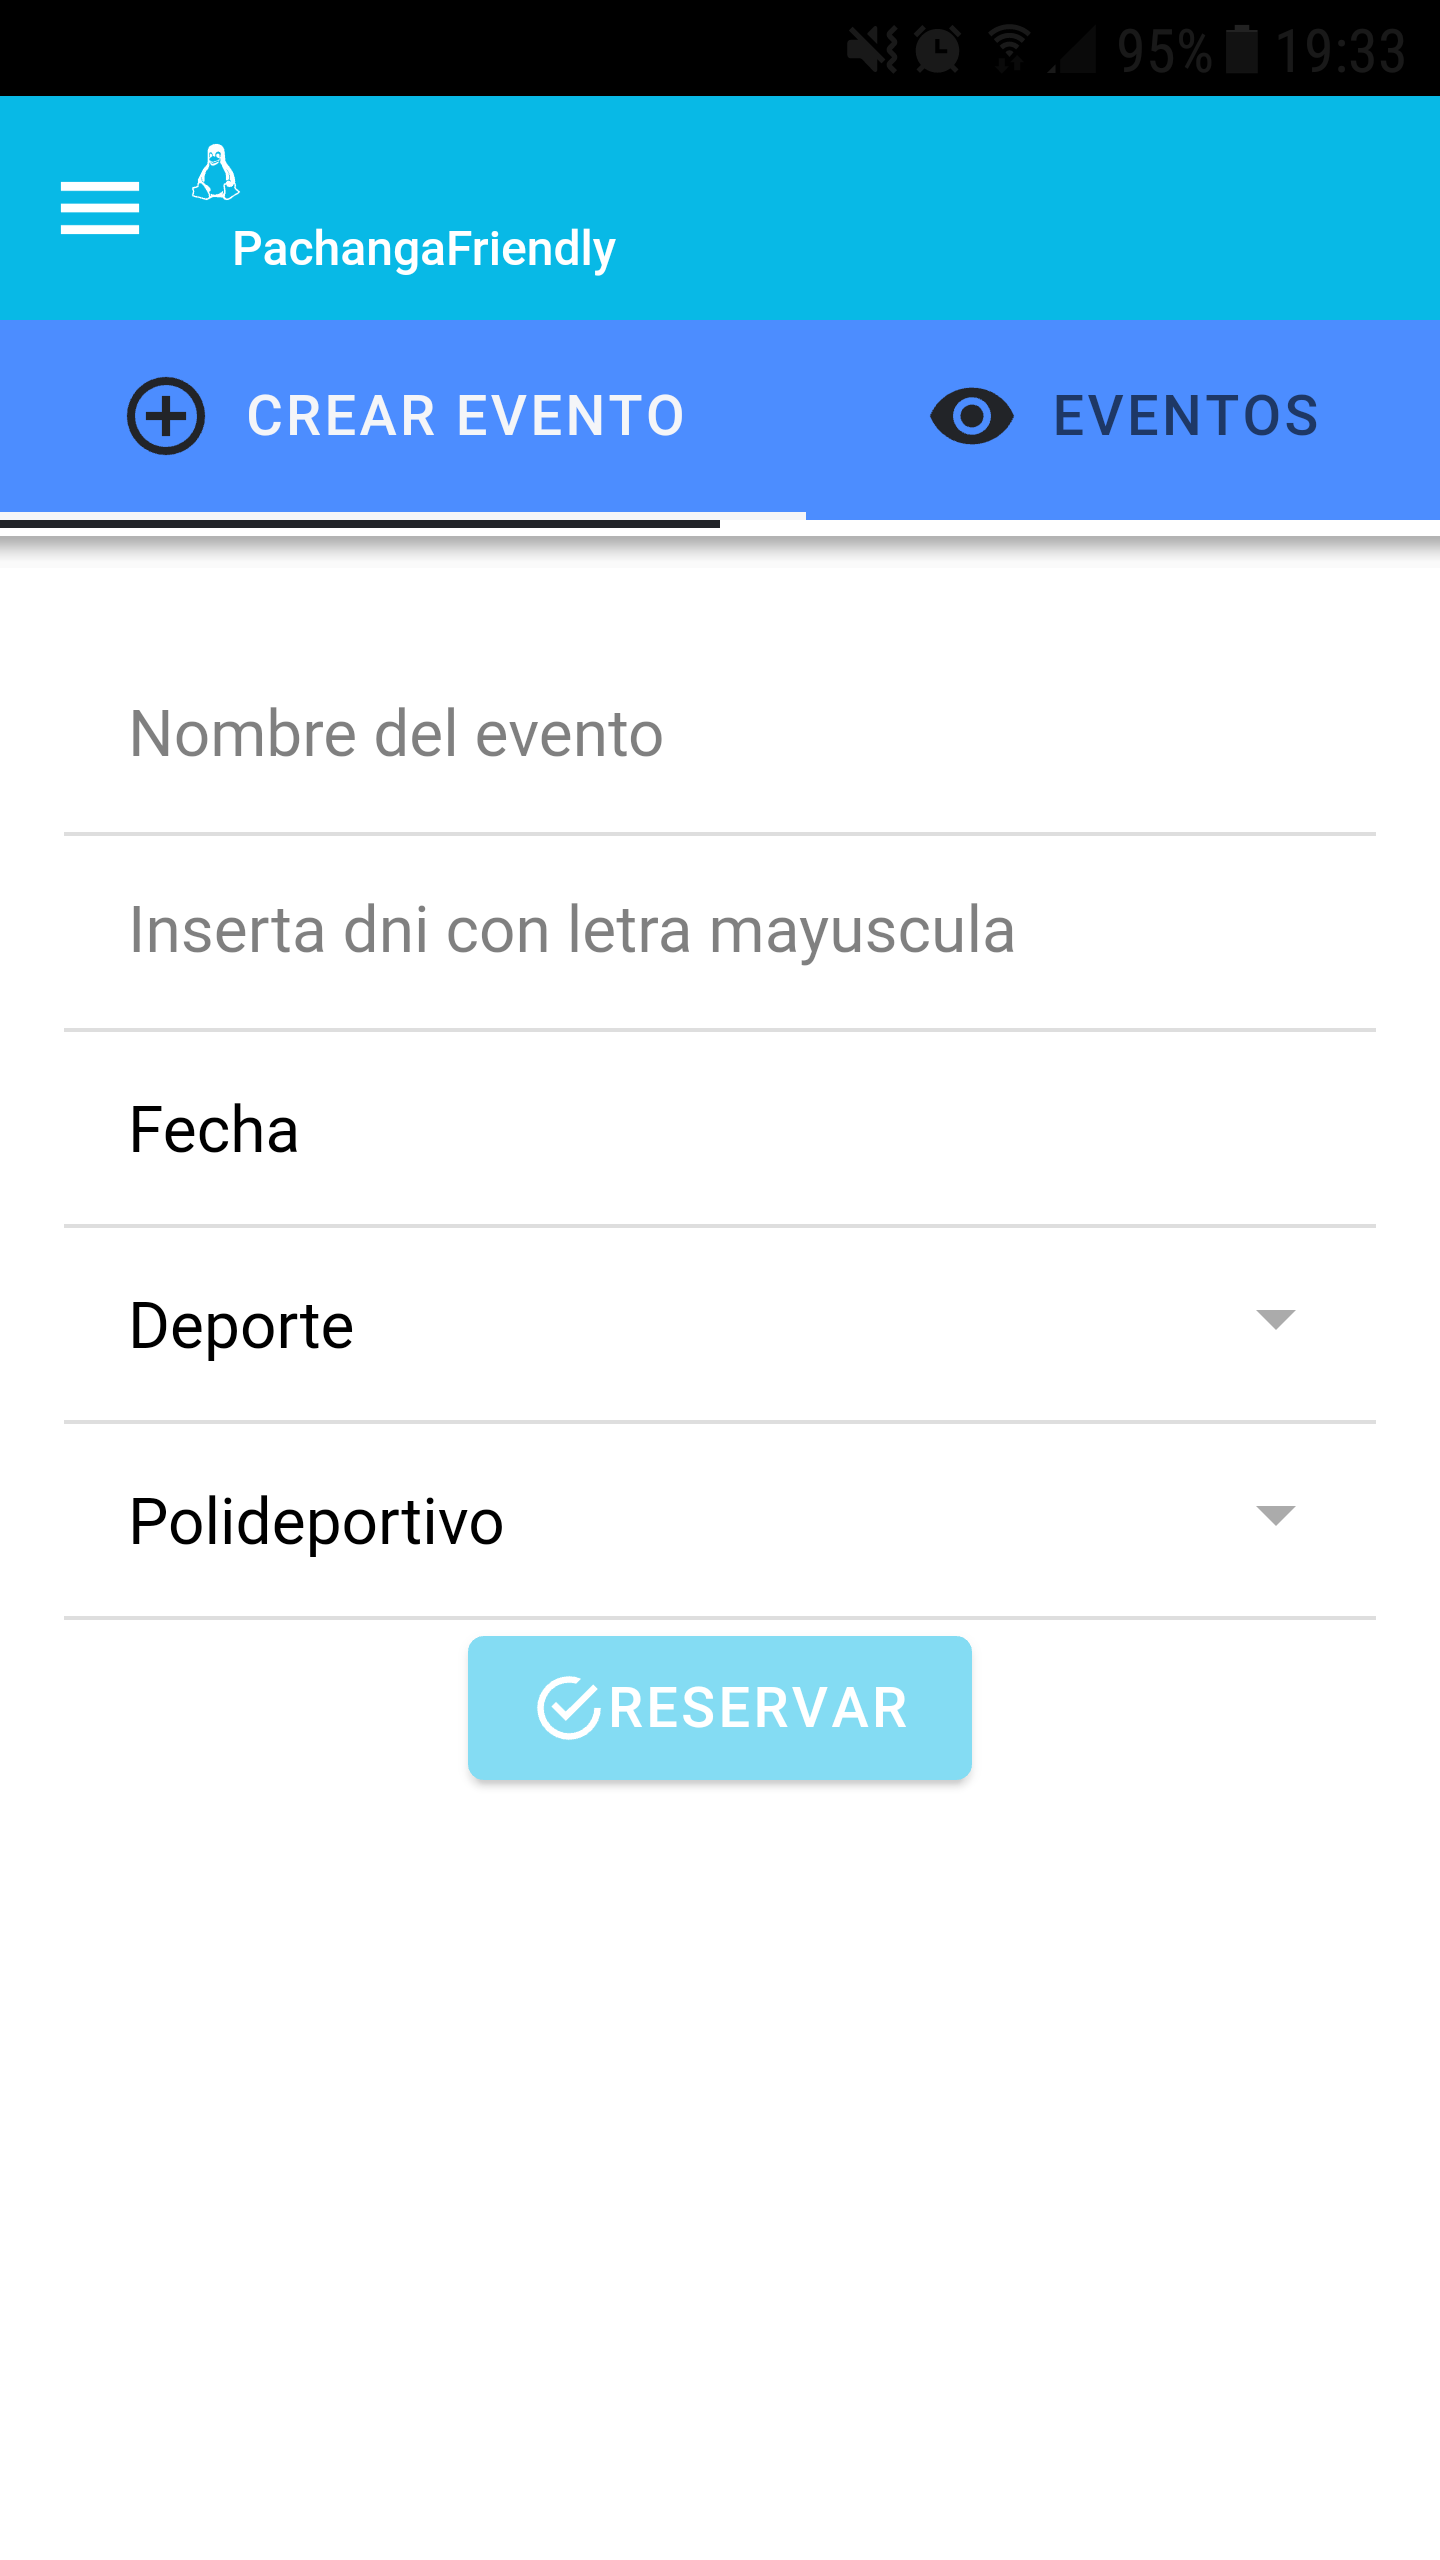 95% 19:33
PachangaFriendly
CREAR EVENTO EVENTOS
Nombre del evento
Inserta dni con letra mayuscula
Fecha
Deporte
Polideportivo
RESERVAR